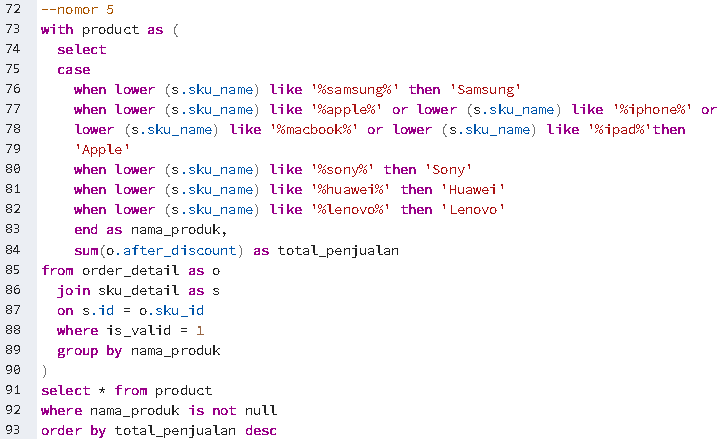 72 --nomor 5
73 with product as (
74   select
75   case
76     when lower (s.sku_name) like '%samsung%' then 'Samsung'
77     when lower (s.sku_name) like '%apple%' or lower (s.sku_name) like '%iphone%' or
78     lower (s.sku_name) like '%macbook%' or lower (s.sku_name) like '%ipad%'then
79     'Apple'
80     when lower (s.sku_name) like '%sony%' then 'Sony'
81     when lower (s.sku_name) like '%huawei%' then 'Huawei'
82     when lower (s.sku_name) like '%lenovo%' then 'Lenovo'
83     end as nama_produk,
84     sum(o.after_discount) as total_penjualan
85 from order_detail as o
86   join sku_detail as s
87   on s.id = o.sku_id
88   where is_valid = 1
89   group by nama_produk
90 )
91 select * from product
92 where nama_produk is not null
93 order by total_penjualan desc